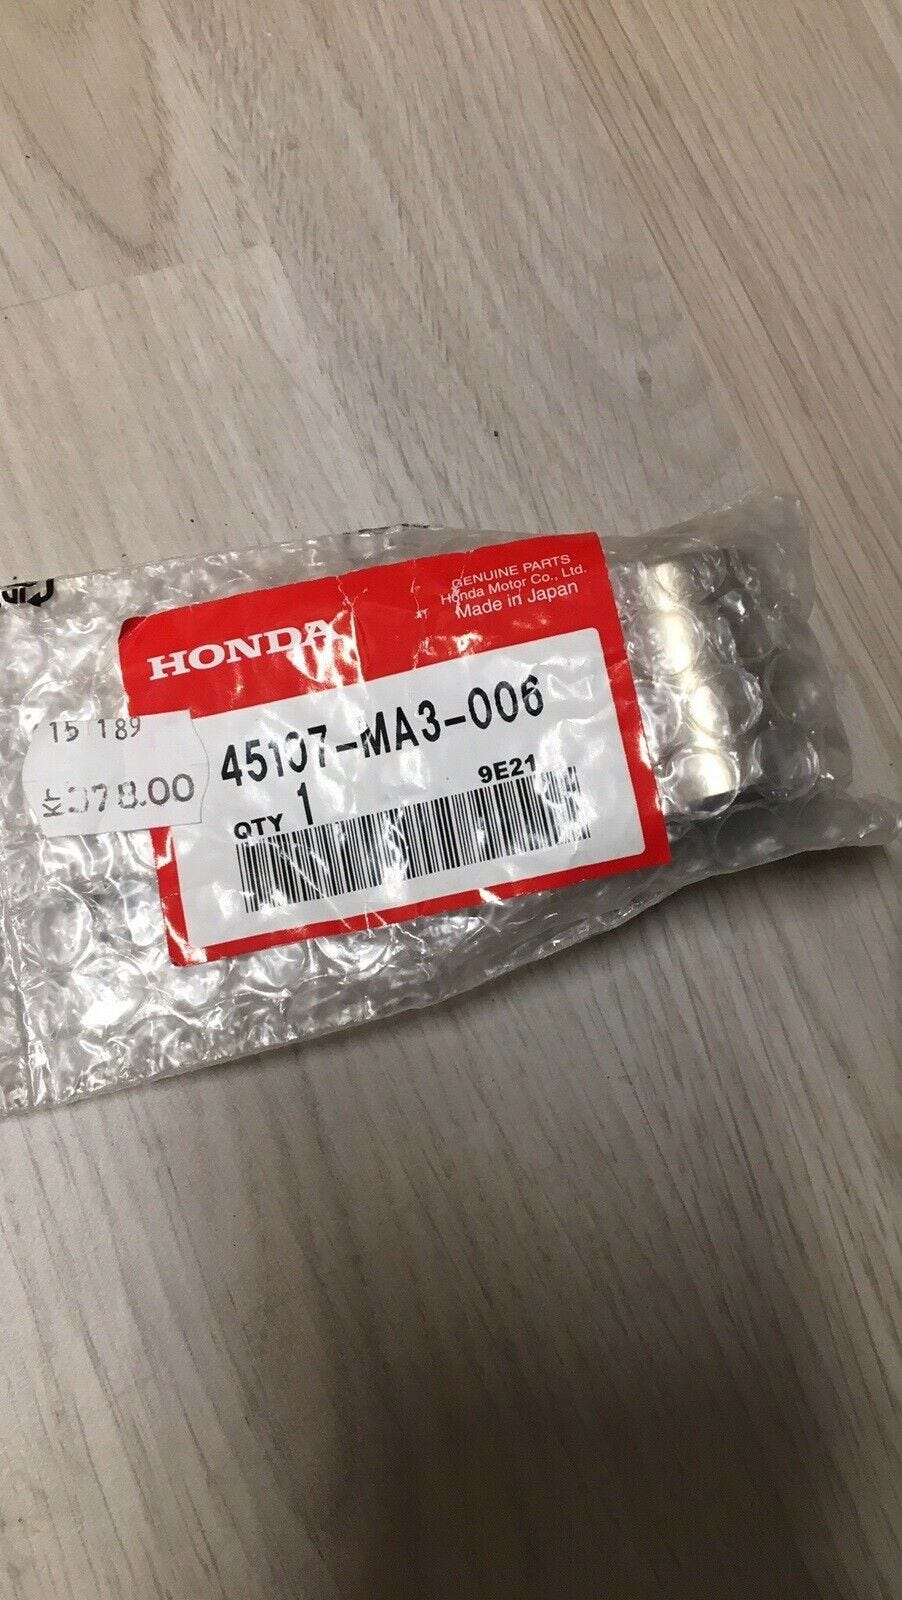 GENUINE PARTS
Honda Motor Co., Ltd.
Made in Japan
HONDA
15 189
45107-MA3-006
9E21
QTY 1